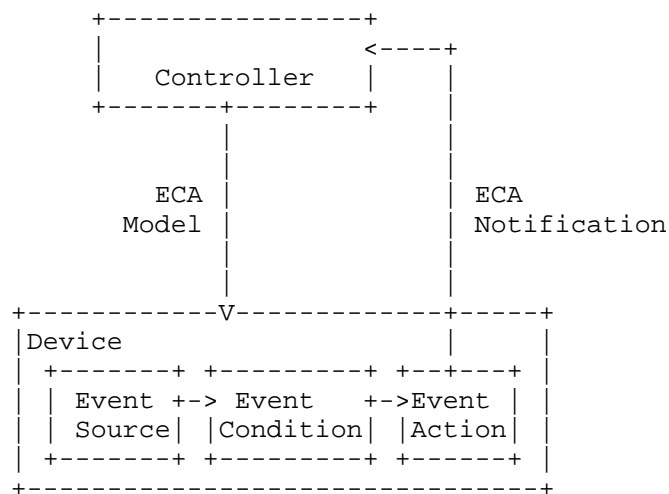 Controller
ECA ECA
Model Notification
Device
Event Event Event
Source Condition Action